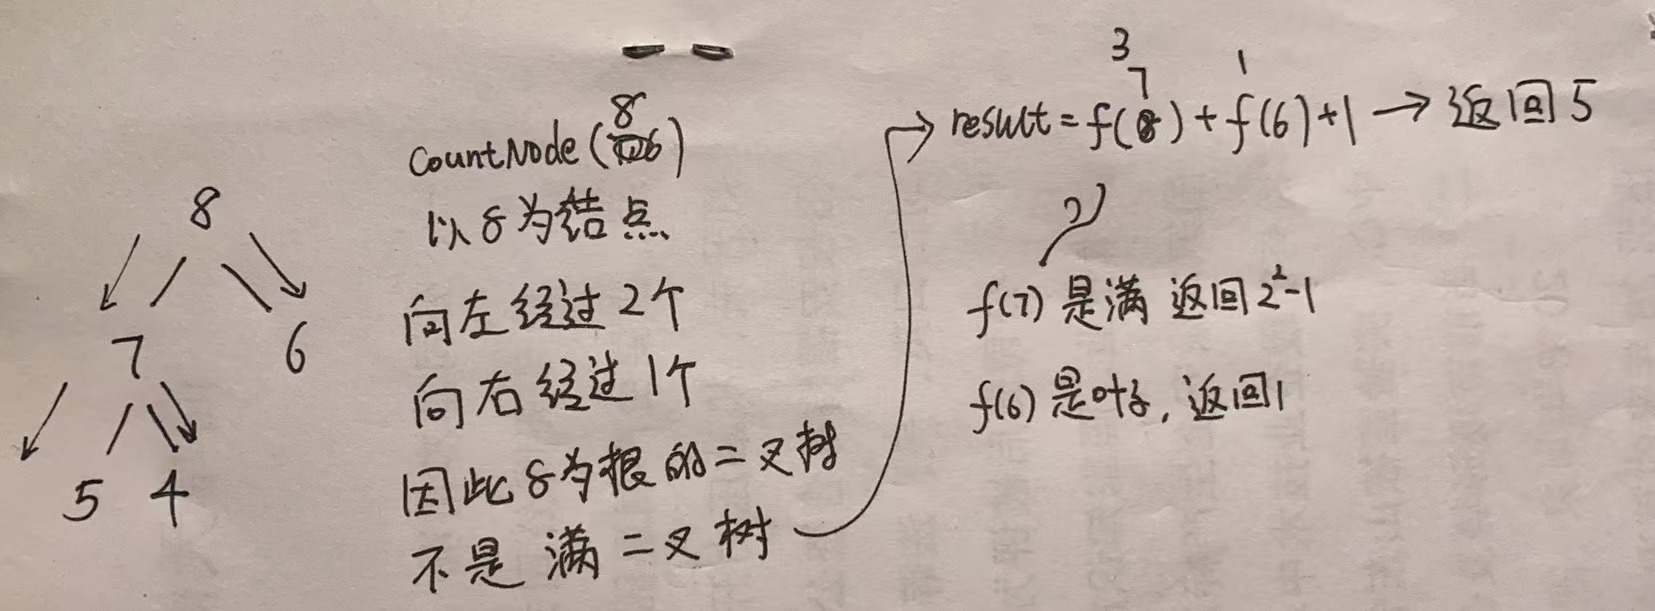 8
7 6
5 4
CountNode(8)
以8为结点
向左经过2个
向右经过1个
因此8为根的二叉树
不是满二叉树
3 1
7
result=f( )+f(6)+1→返回5
f(7)是满 返回2²-1
f(6)是叶子,返回1